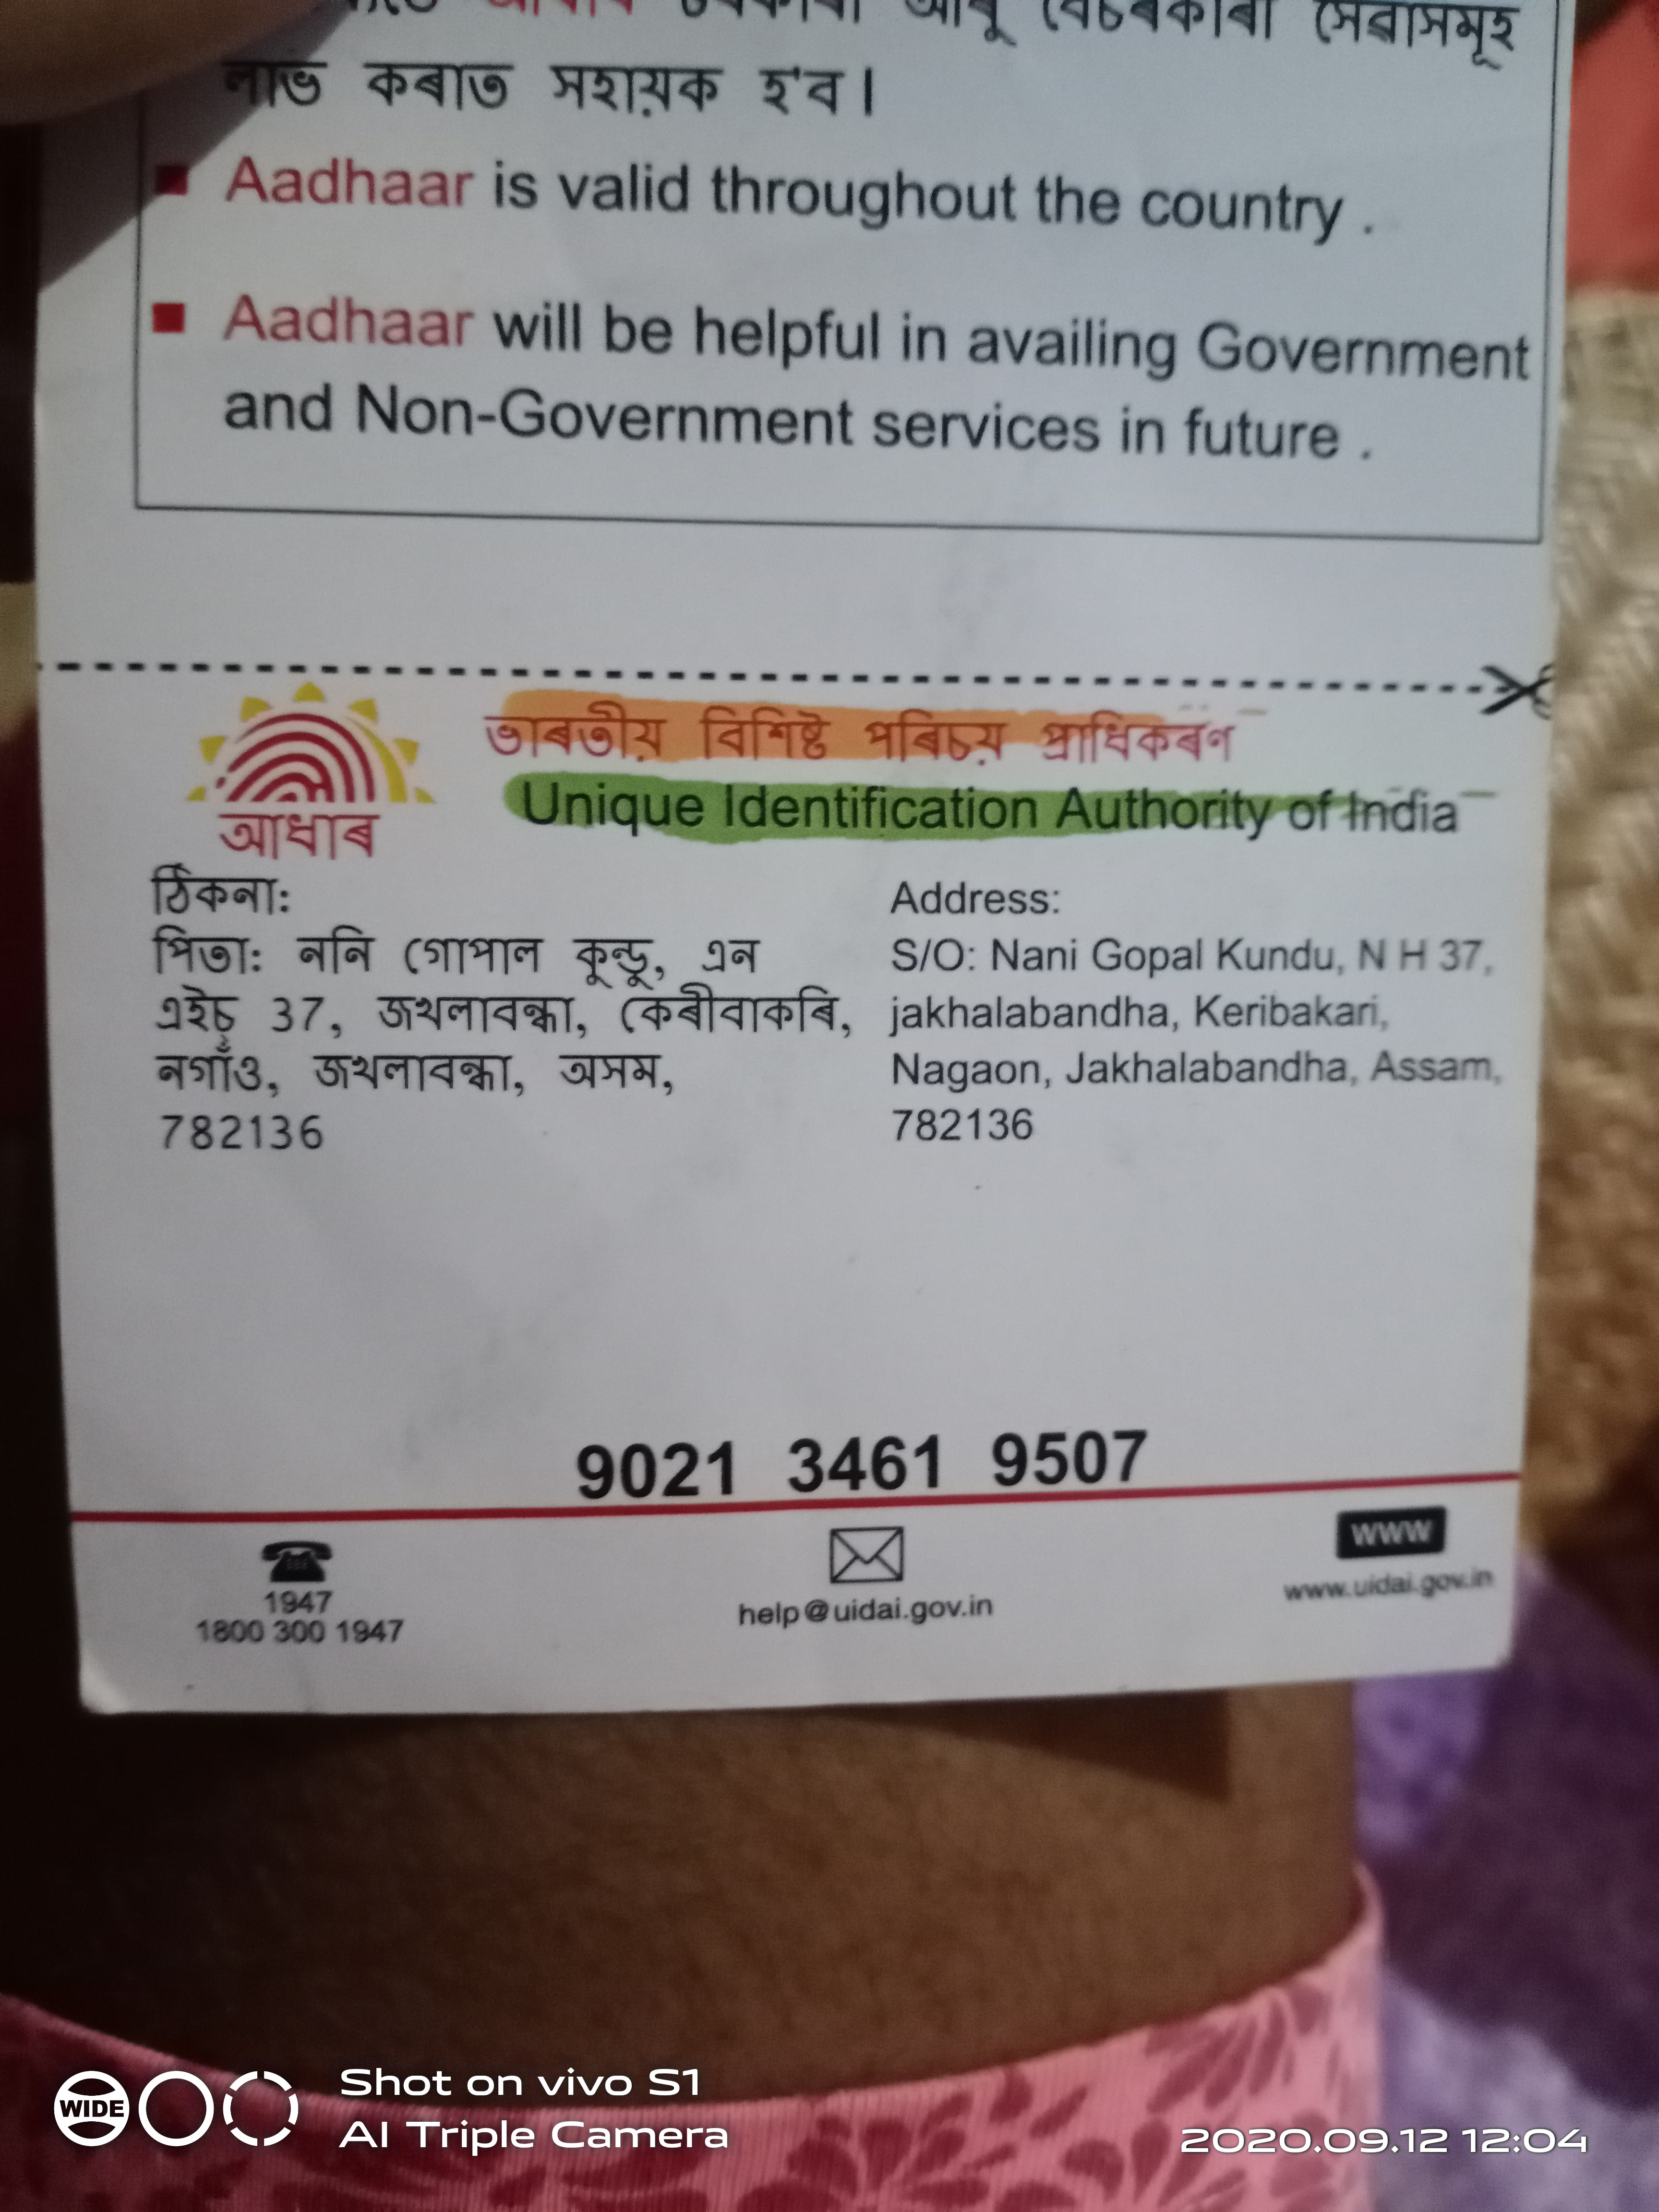 সেৱাসমূহ
লাভ কৰাত সহায়ক হ'ব।
Aadhaar is valid throughout the country .
Aadhaar will be helpful in availing Government
and Non-Government services in future .
ভাৰতীয় বিশিষ্ট পৰিচয় প্ৰাধিকৰণ
Unique Identification Authority of India
আধাৰ
ঠিকনা:
পিতা: ননি গোপাল কুন্ডু, এন
এইচ্ 37, জখলাবন্ধা, কেৰীবাকৰি,
নগাঁও, জখলাবন্ধা, অসম,
782136
Address:
S/O: Nani Gopal Kundu, N H 37,
jakhalabandha, Keribakari,
Nagaon, Jakhalabandha, Assam,
782136
9021 3461 9507
1947
1800 300 1947
help@uidai.gov.in
www
www.uidai.gov.in
WIDE
Shot on vivo S1
AI Triple Camera
2020.09.12 12:04